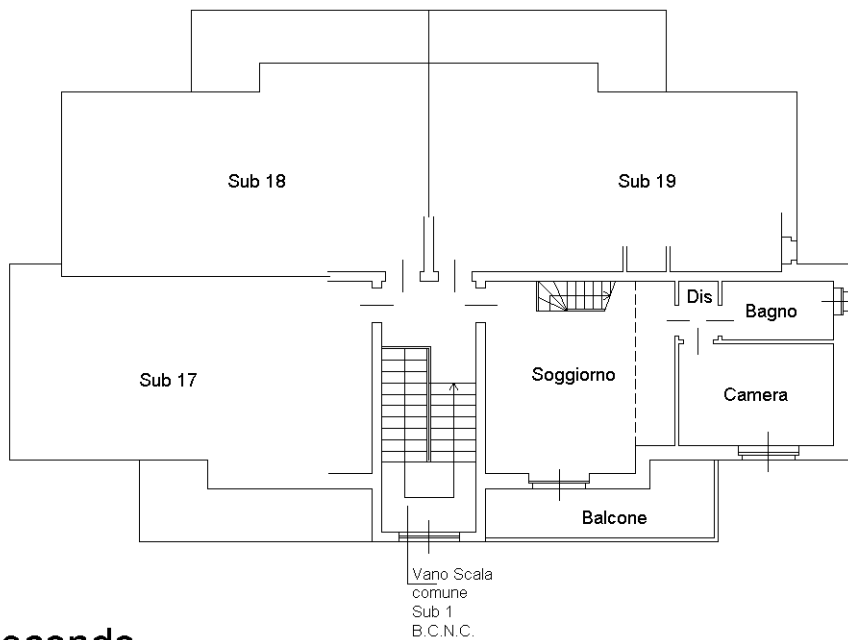 Sub 18
Sub 19
Dis
Bagno
Sub 17
Soggiorno
Camera
Balcone
Vano Scala
comune
Sub 1
B.C.N.C.